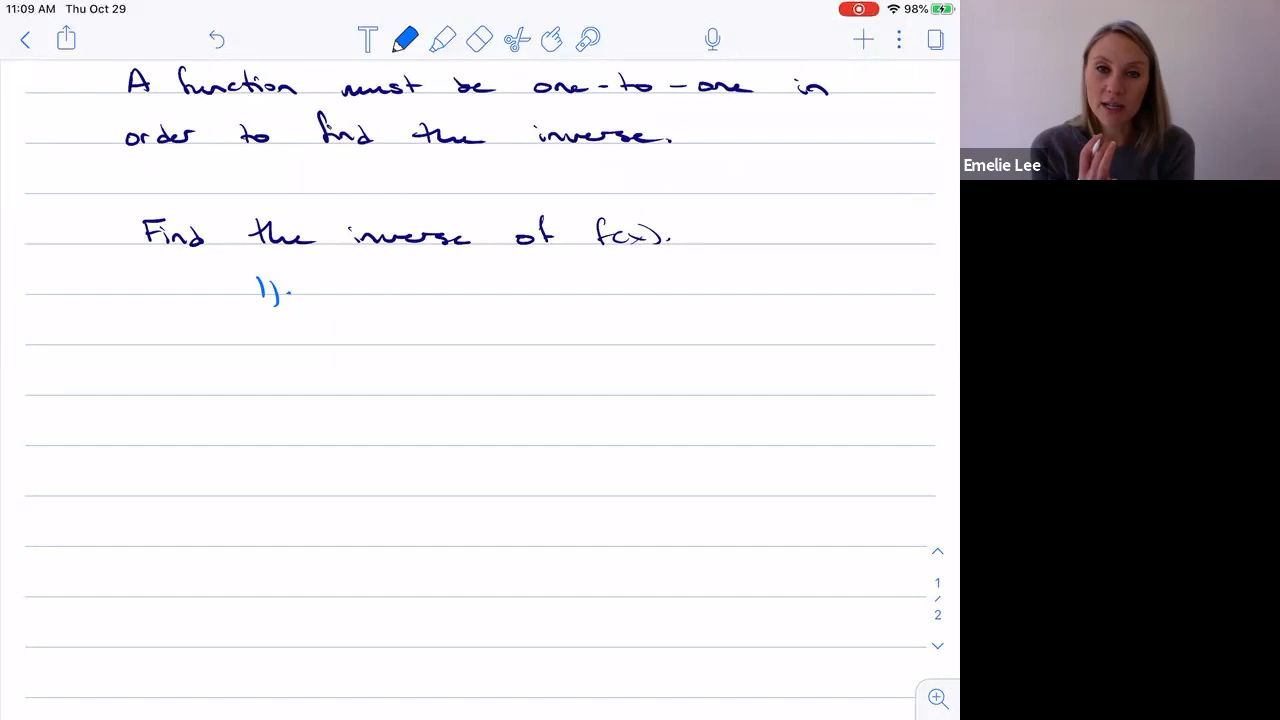 11:09 AM Thu Oct 29
98%
A function must be one-to-one in
order to find the inverse.
Find the inverse of f(x).
1).
Emelie Lee
1
/
2